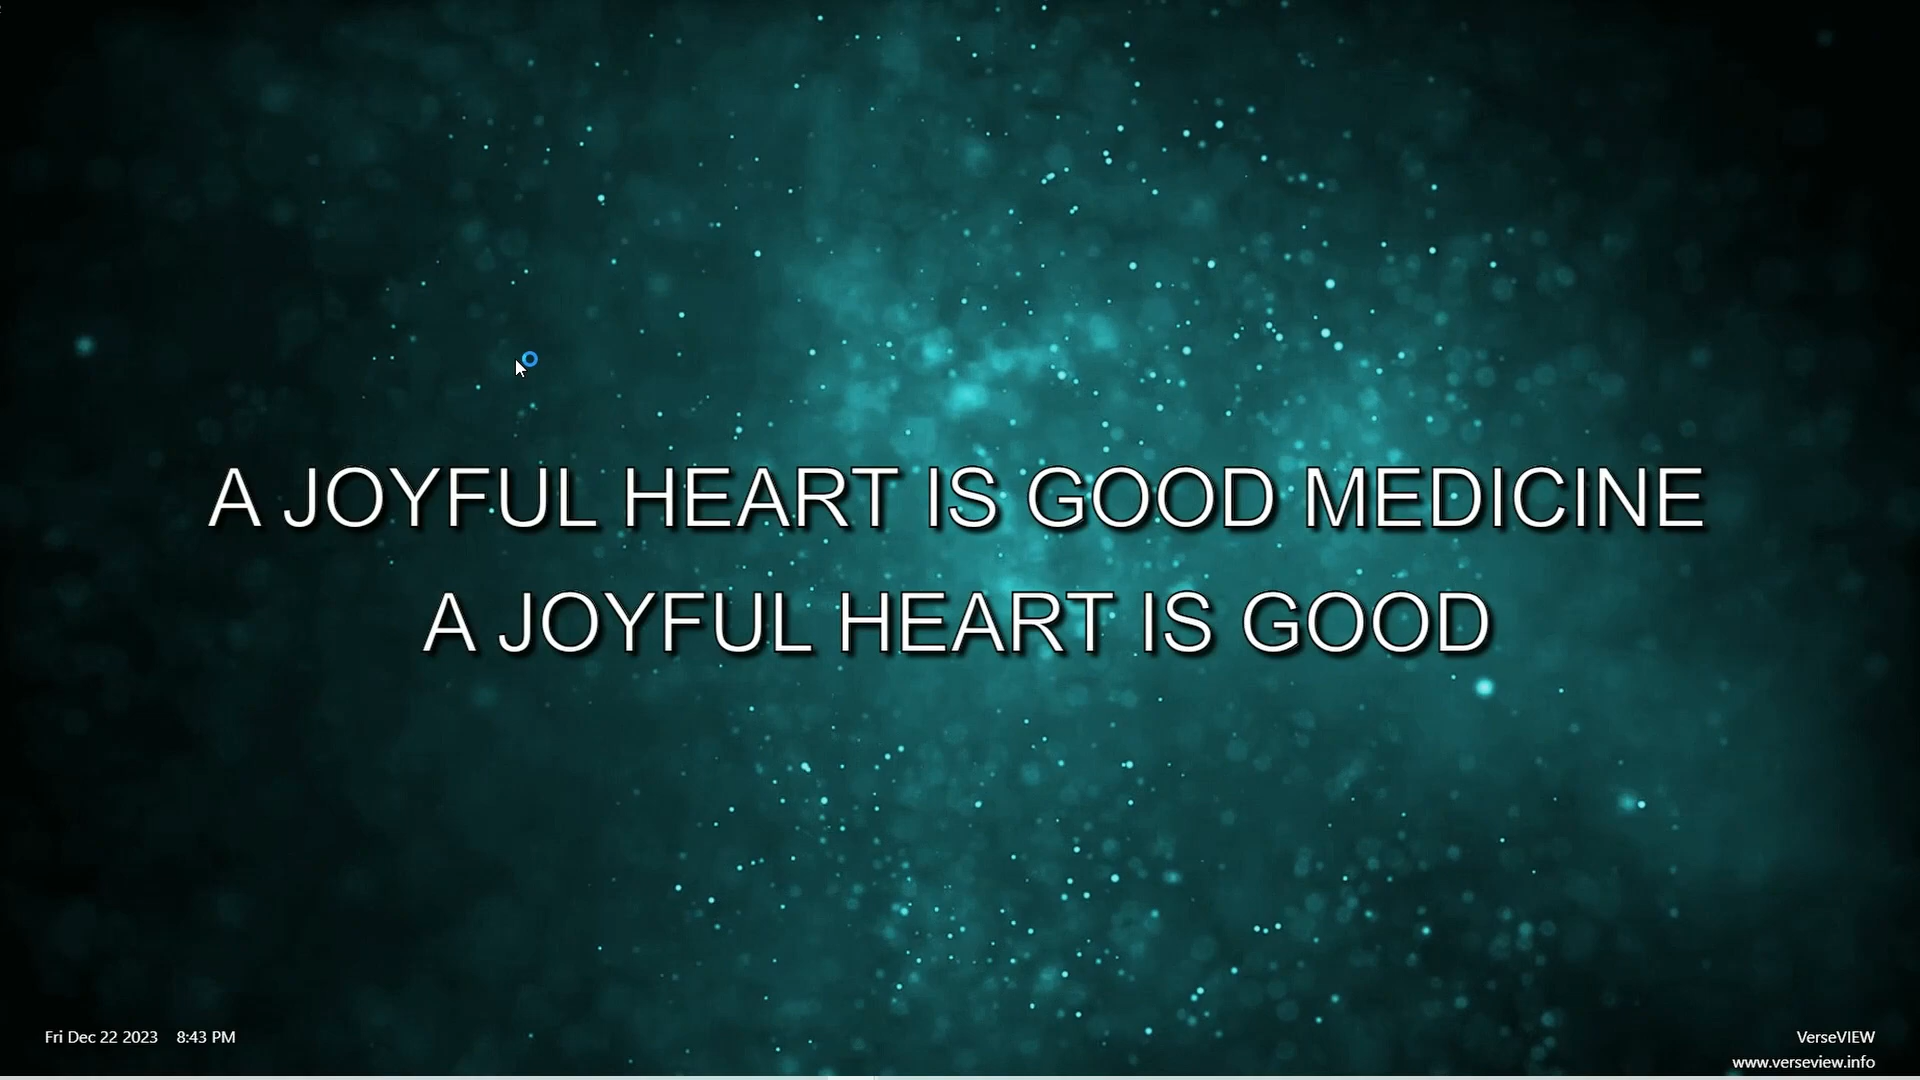 A JOYFUL HEART IS GOOD MEDICINE
A JOYFUL HEART IS GOOD
Fri Dec 22 2023 8:43 PM
VerseVIEW
www.verseview.info